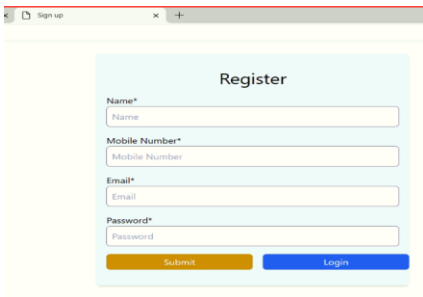 Sign up
Register
Name*
Name
Mobile Number*
Mobile Number
Email*
Email
Password*
Password
Submit Login